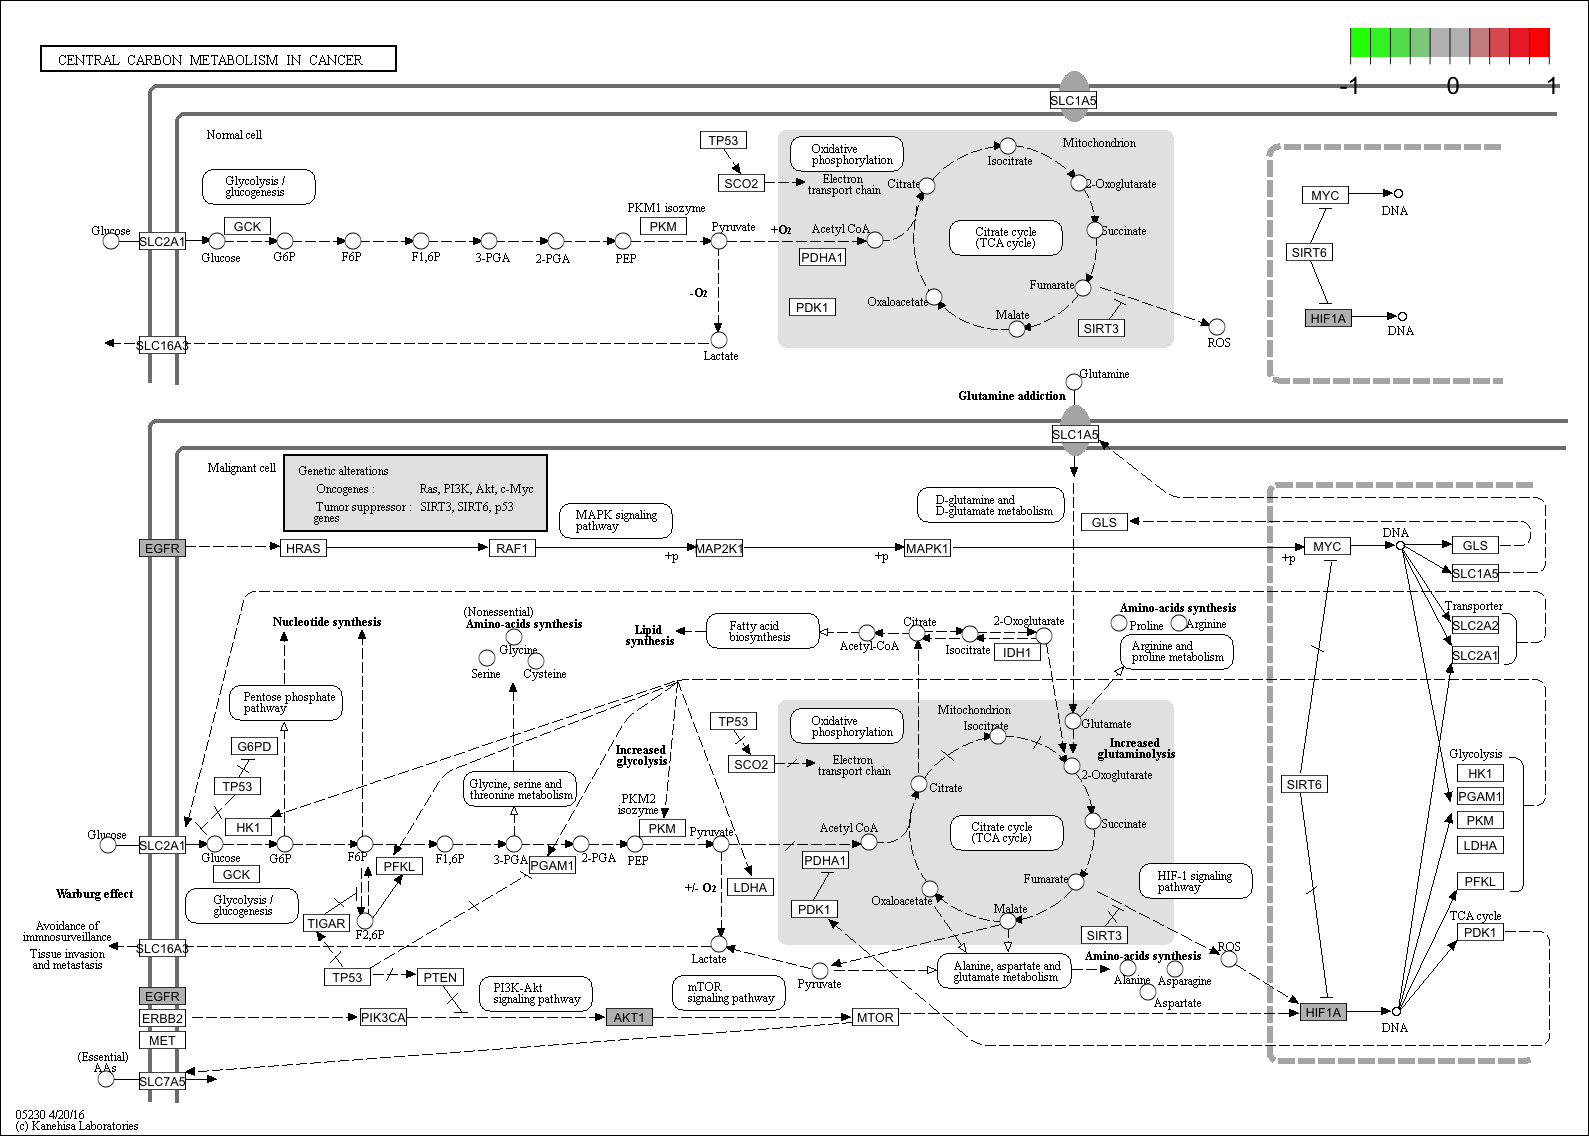 CENTRAL CARBON METABOLISM IN CANCER
-1
0
1
SLC1A5
Normal cell
TP53
Oxidative
phosphorylation
Mitochondrion
Isocitrate
SCO2
Electron
transport chain
Citrate
2-Oxoglutarate
Glycolysis /
glucogenesis
MYC
DNA
PKM1 isozyme
GCK
PKM
Pyruvate
+O2
Acetyl CoA
Citrate cycle
(TCA cycle)
Succinate
Glucose
SLC2A1
Glucose
G6P
F6P
F1,6P
3-PGA
2-PGA
PEP
PDHA1
SIRT6
-O2
PDK1
Oxaloacetate
Fumarate
Malate
SIRT3
HIF1A
DNA
SLC16A3
Lactate
ROS
Glutamine
Glutamine addiction
SLC1A5
Malignant cell
Genetic alterations
Oncogenes :
Ras, PI3K, Akt, c-Myc
Tumor suppressor :
SIRT3, SIRT6, p53
genes
MAPK signaling
pathway
D-glutamine and
D-glutamate metabolism
GLS
EGFR
HRAS
RAF1
+p
MAP2K1
+p
MAPK1
+p
MYC
DNA
GLS
SLC1A5
Transporter
SLC2A2
SLC2A1
Nucleotide synthesis
(Nonessential)
Amino-acids synthesis
Glycine
Serine
Cysteine
Lipid
synthesis
Fatty acid
biosynthesis
Acetyl-CoA
Citrate
Isocitrate
2-Oxoglutarate
IDH1
Amino-acids synthesis
Proline
Arginine
Arginine and
proline metabolism
Pentose phosphate
pathway
G6PD
TP53
HK1
Increased
glycolysis
Glycine, serine and
threonine metabolism
PKM2
isozyme
PKM
TP53
SCO2
Oxidative
phosphorylation
Electron
transport chain
Mitochondrion
Isocitrate
Glutamate
Increased
glutaminolysis
2-Oxoglutarate
Citrate
Citrate cycle
(TCA cycle)
Succinate
SIRT6
Glycolysis
HK1
PGAM1
PKM
LDHA
PFKL
Glucose
SLC2A1
Glucose
GCK
G6P
F6P
PFKL
F1,6P
3-PGA
PGAM1
2-PGA
PEP
Pyruvate
Acetyl CoA
PDHA1
Warburg effect
Glycolysis /
glucogenesis
TIGAR
F2,6P
+/- O2
LDHA
PDK1
Oxaloacetate
Fumarate
Malate
SIRT3
HIF-1 signaling
pathway
TCA cycle
PDK1
Avoidance of
immnosurveillance
Tissue invasion
and metastasis
SLC16A3
Lactate
ROS
TP53
PTEN
PI3K-Akt
signaling pathway
mTOR
signaling pathway
Pyruvate
Alanine, aspartate and
glutamate metabolism
Amino-acids synthesis
Alanine
Asparagine
Aspartate
EGFR
ERBB2
MET
PIK3CA
AKT1
MTOR
HIF1A
DNA
(Essential)
AAs
SLC7A5
05230 4/20/16
(c) Kanehisa Laboratories